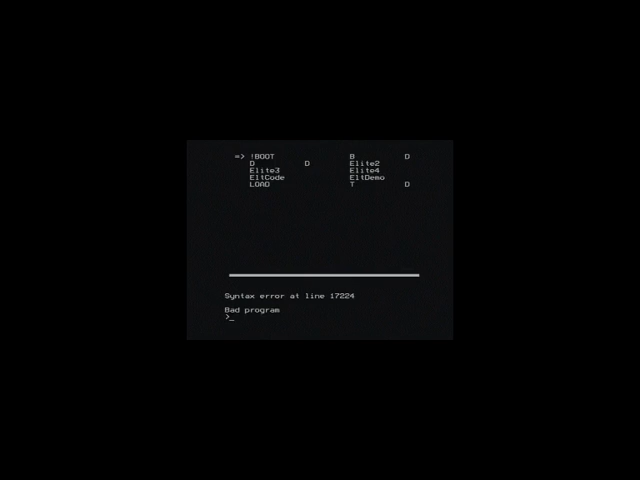 => !BOOT B D
D D Elite2
Elite3 Elite4
EltCode EltDemo
LOAD T D
Syntax error at line 17224
Bad program
>_